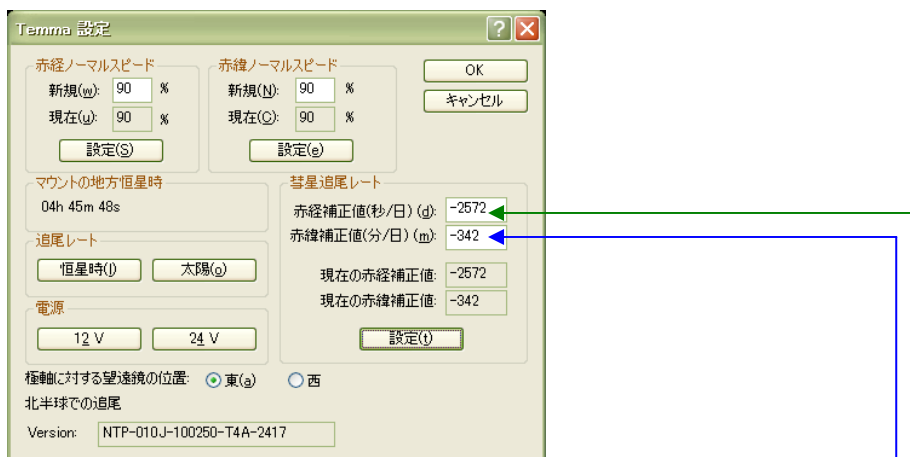 Temma 設定
赤経ノーマルスピード
新規(w): 90 %
現在(u): 90 %
設定(S)
赤緯ノーマルスピード
新規(N): 90 %
現在(C): 90 %
設定(e)
OK
キャンセル
マウントの地方恒星時
04h 45m 48s
追尾レート
恒星時(l)
太陽(o)
電源
12 V
24 V
彗星追尾レート
赤経補正値(秒/日) (d): -2572
赤緯補正値(分/日) (m): -342
現在の赤経補正値: -2572
現在の赤緯補正値: -342
設定(t)
極軸に対する望遠鏡の位置: 東(a) 西
北半球での追尾
Version: NTP-010J-100250-T4A-2417